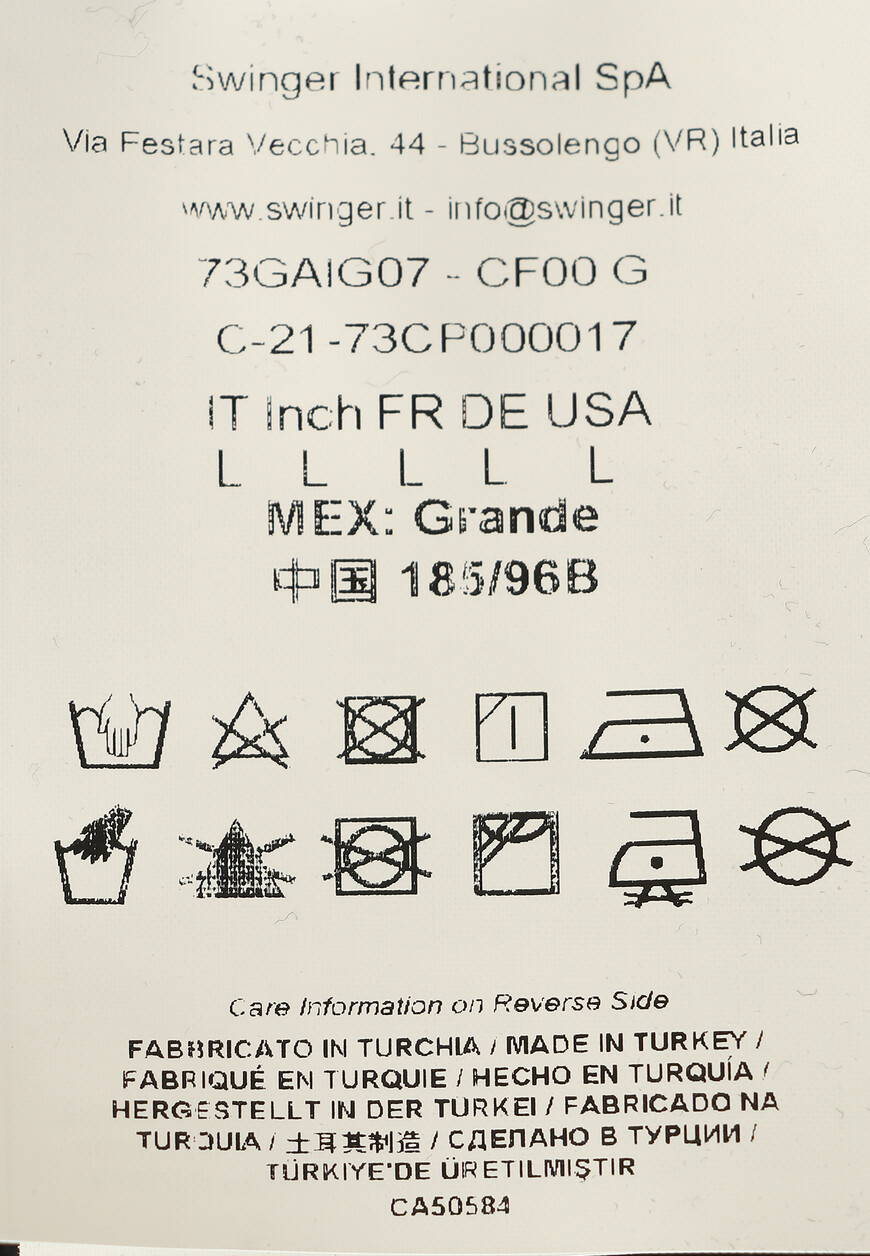 Swinger International SpA
Via Festara Vecchia. 44 - Bussolengo (VR) Italia
www.swinger.it - info@swinger.it
73GAIG07 - CF00 G
C-21-73CP000017
IT Inch FR DE USA
L L L L L
MEX: Grande
中国 185/96B
Care Information on Reverse Side
FABBRICATO IN TURCHIA / MADE IN TURKEY /
FABRIQUÉ EN TURQUIE / HECHO EN TURQUÍA /
HERGESTELLT IN DER TURKEI / FABRICADO NA
TURQUIA / 土耳其制造 / СДЕЛАНО В ТУРЦИИ /
TÜRKIYE'DE ÜRETILMIŞTIR
CA50584